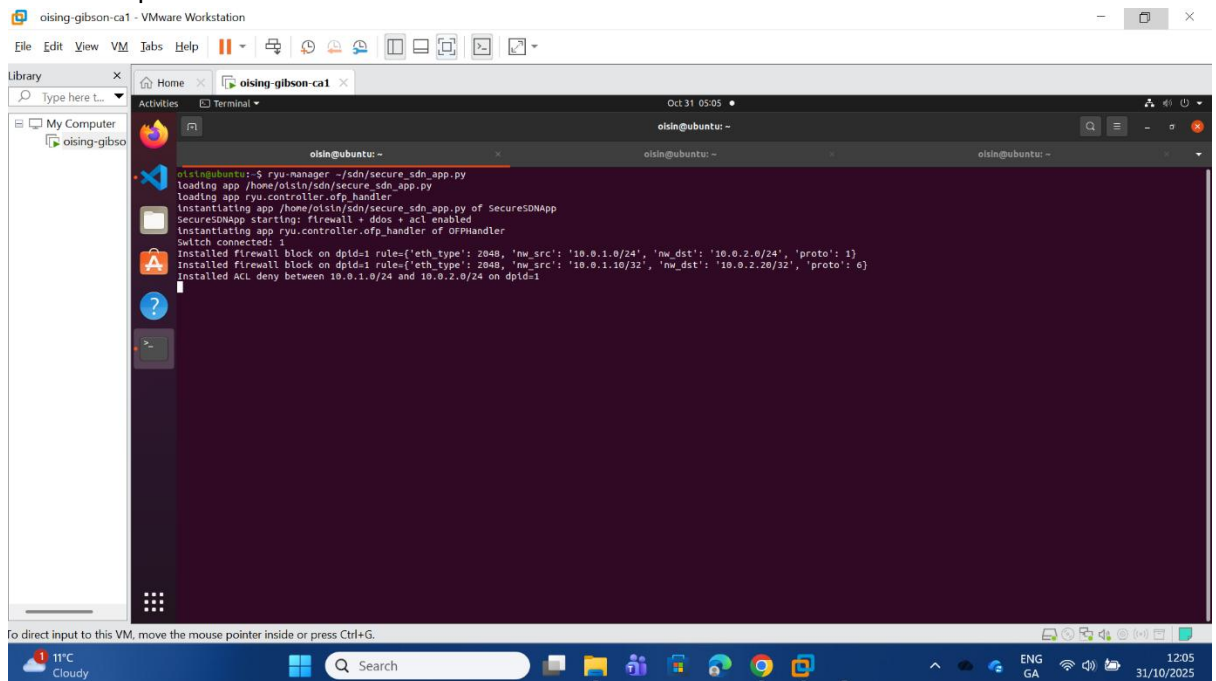 oising-gibson-ca1 - VMware Workstation
File Edit View VM Tabs Help
Library
Type here t...
My Computer
oising-gibso
Home
oising-gibson-ca1
Activities
Terminal
Oct 31 05:05
oisin@ubuntu: ~
oisin@ubuntu: ~
oisin@ubuntu: ~
oisin@ubuntu: ~
oisin@ubuntu:~$ ryu-manager ~/sdn/secure_sdn_app.py
loading app /home/oisin/sdn/secure_sdn_app.py
loading app ryu.controller.ofp_handler
instantiating app /home/oisin/sdn/secure_sdn_app.py of SecureSDNApp
SecureSDNApp starting: firewall + ddos + acl enabled
instantiating app ryu.controller.ofp_handler of OFPHandler
Switch connected: 1
Installed firewall block on dpid=1 rule={'eth_type': 2048, 'nw_src': '10.0.1.0/24', 'nw_dst': '10.0.2.0/24', 'proto': 1}
Installed firewall block on dpid=1 rule={'eth_type': 2048, 'nw_src': '10.0.1.10/32', 'nw_dst': '10.0.2.20/32', 'proto': 6}
Installed ACL deny between 10.0.1.0/24 and 10.0.2.0/24 on dpid=1
To direct input to this VM, move the mouse pointer inside or press Ctrl+G.
1
11°C
Cloudy
Search
ENG
GA
12:05
31/10/2025